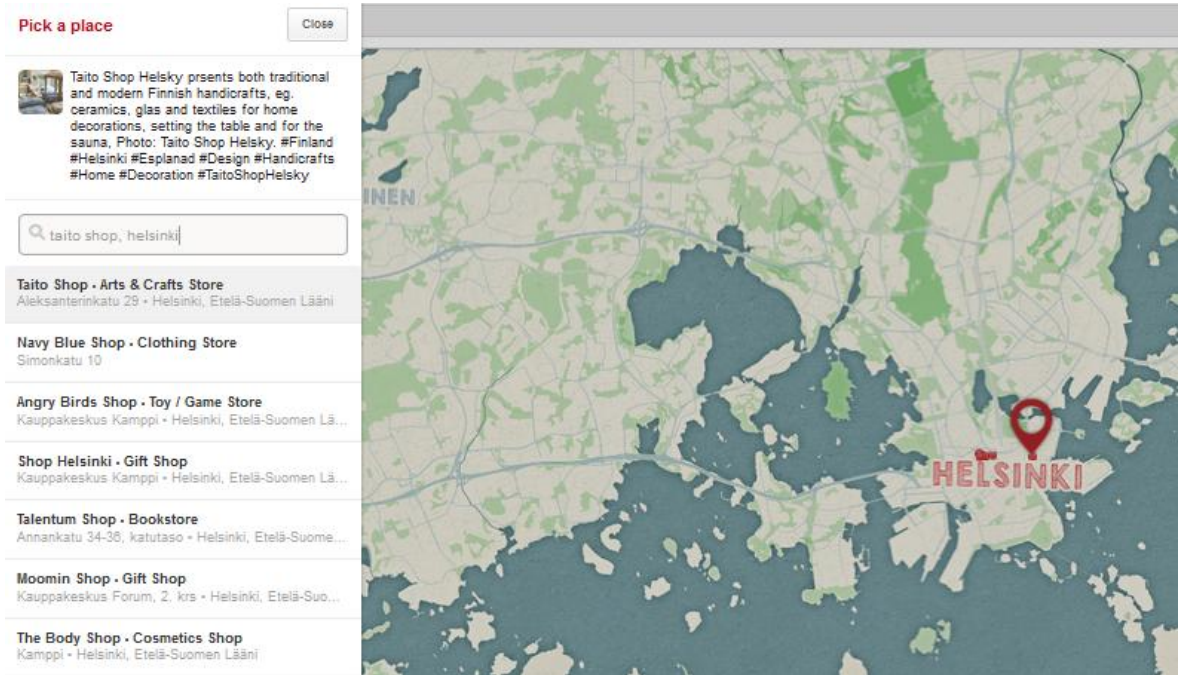 Pick a place
Close
Taito Shop Helsky prsents both traditional
and modern Finnish handicrafts, eg.
ceramics, glas and textiles for home
decorations, setting the table and for the
sauna, Photo: Taito Shop Helsky. #Finland
#Helsinki #Esplanad #Design #Handicrafts
#Home #Decoration #TaitoShopHelsky
taito shop, helsinki
Taito Shop • Arts & Crafts Store
Aleksanterinkatu 29 • Helsinki, Etelä-Suomen Lääni
Navy Blue Shop • Clothing Store
Simonkatu 10
Angry Birds Shop • Toy / Game Store
Kauppakeskus Kamppi • Helsinki, Etelä-Suomen Lä...
Shop Helsinki • Gift Shop
Kauppakeskus Kamppi • Helsinki, Etelä-Suomen Lä...
Talentum Shop • Bookstore
Annankatu 34-36, katutaso • Helsinki, Etelä-Suome...
Moomin Shop • Gift Shop
Kauppakeskus Forum, 2. krs • Helsinki, Etelä-Suo...
The Body Shop • Cosmetics Shop
Kamppi • Helsinki, Etelä-Suomen Lääni
INEN
HELSINKI